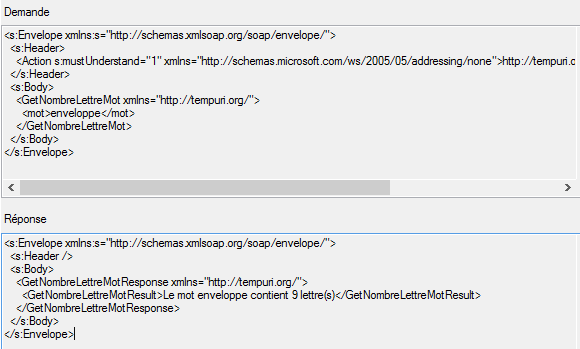 Demande
<s:Envelope xmlns:s="http://schemas.xmlsoap.org/soap/envelope/">
<s:Header>
<Action s:mustUnderstand="1" xmlns="http://schemas.microsoft.com/ws/2005/05/addressing/none">http://tempuri.o
</s:Header>
<s:Body>
<GetNombreLettreMot xmlns="http://tempuri.org/">
<mot>enveloppe</mot>
</GetNombreLettreMot>
</s:Body>
</s:Envelope>
Réponse
<s:Envelope xmlns:s="http://schemas.xmlsoap.org/soap/envelope/">
<s:Header />
<s:Body>
<GetNombreLettreMotResponse xmlns="http://tempuri.org/">
<GetNombreLettreMotResult>Le mot enveloppe contient 9 lettre(s)</GetNombreLettreMotResult>
</GetNombreLettreMotResponse>
</s:Body>
</s:Envelope>